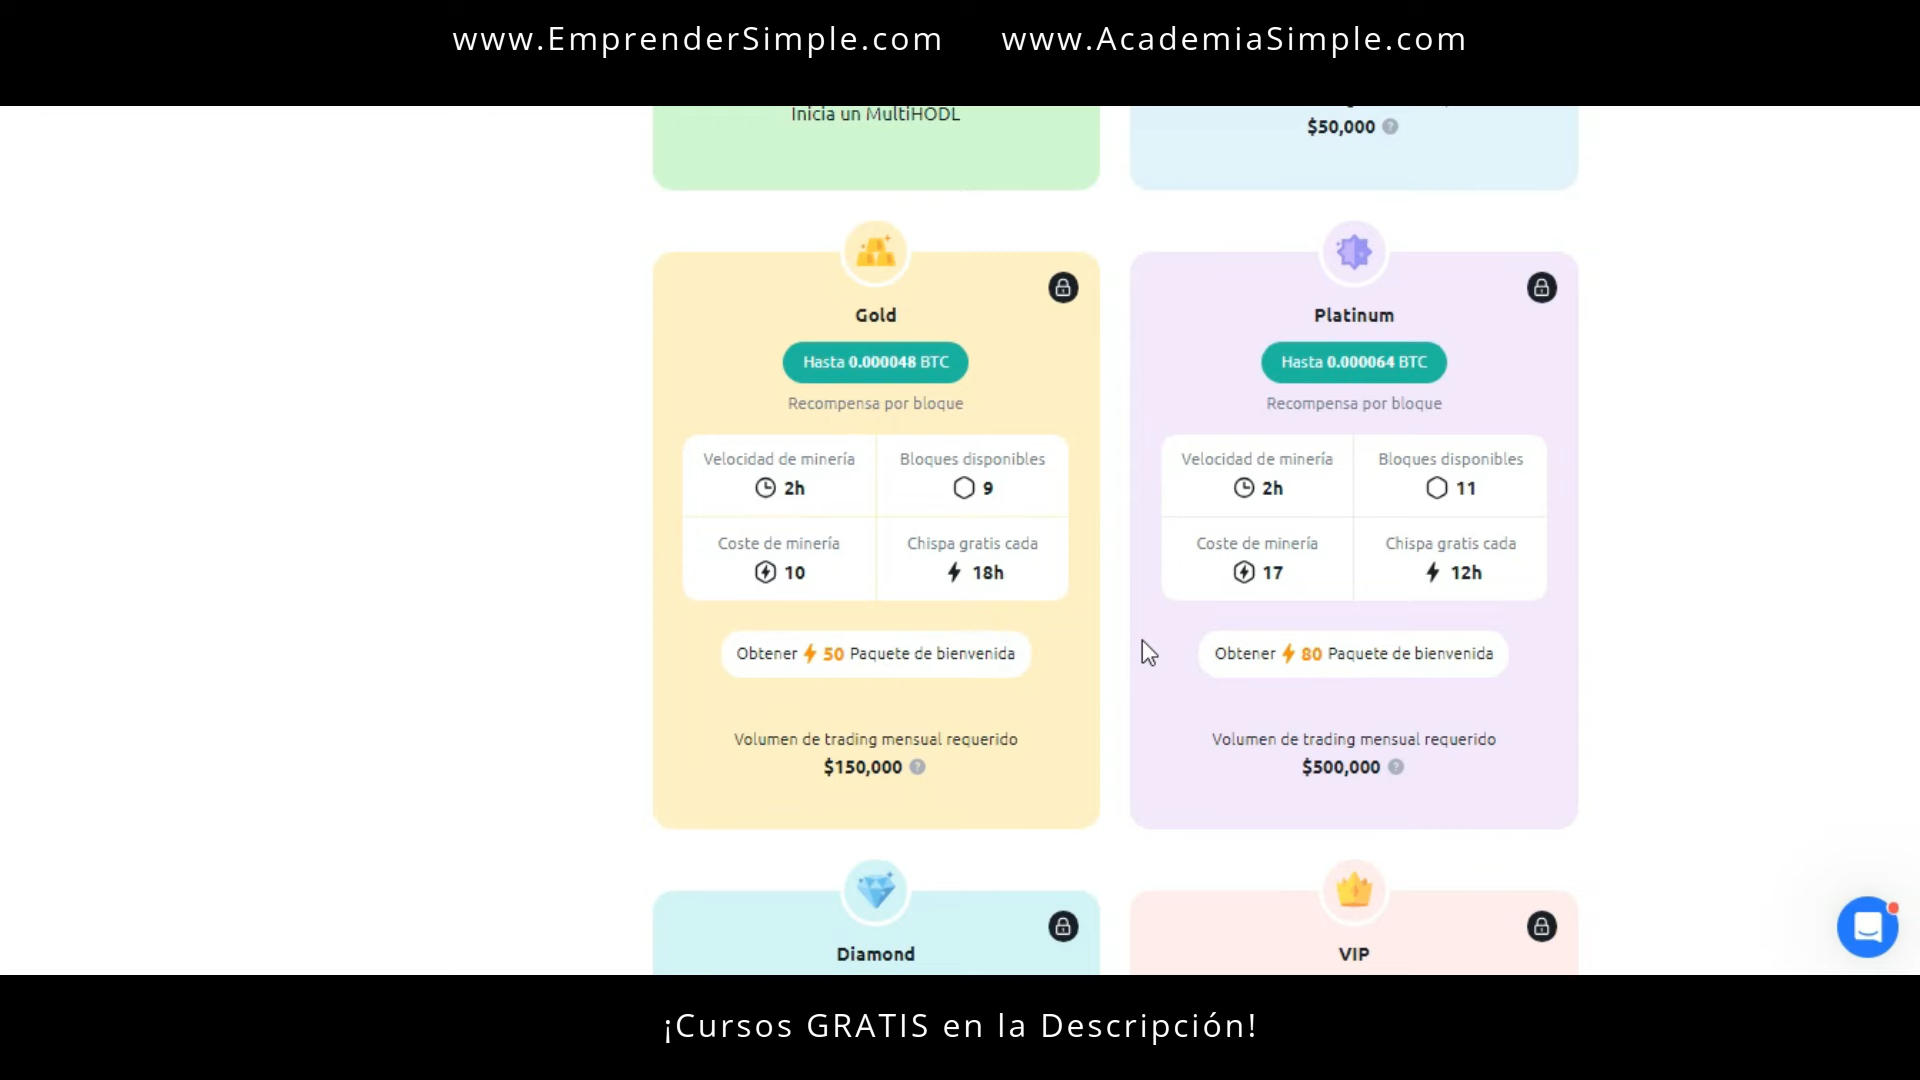 www.EmprenderSimple.com www.AcademiaSimple.com
Inicia un MultiHODL
$50,000
Gold
Hasta 0.000048 BTC
Recompensa por bloque
Velocidad de minería
2h
Bloques disponibles
9
Coste de minería
10
Chispa gratis cada
18h
Obtener 50 Paquete de bienvenida
Volumen de trading mensual requerido
$150,000
Platinum
Hasta 0.000064 BTC
Recompensa por bloque
Velocidad de minería
2h
Bloques disponibles
11
Coste de minería
17
Chispa gratis cada
12h
Obtener 80 Paquete de bienvenida
Volumen de trading mensual requerido
$500,000
Diamond
VIP
¡Cursos GRATIS en la Descripción!